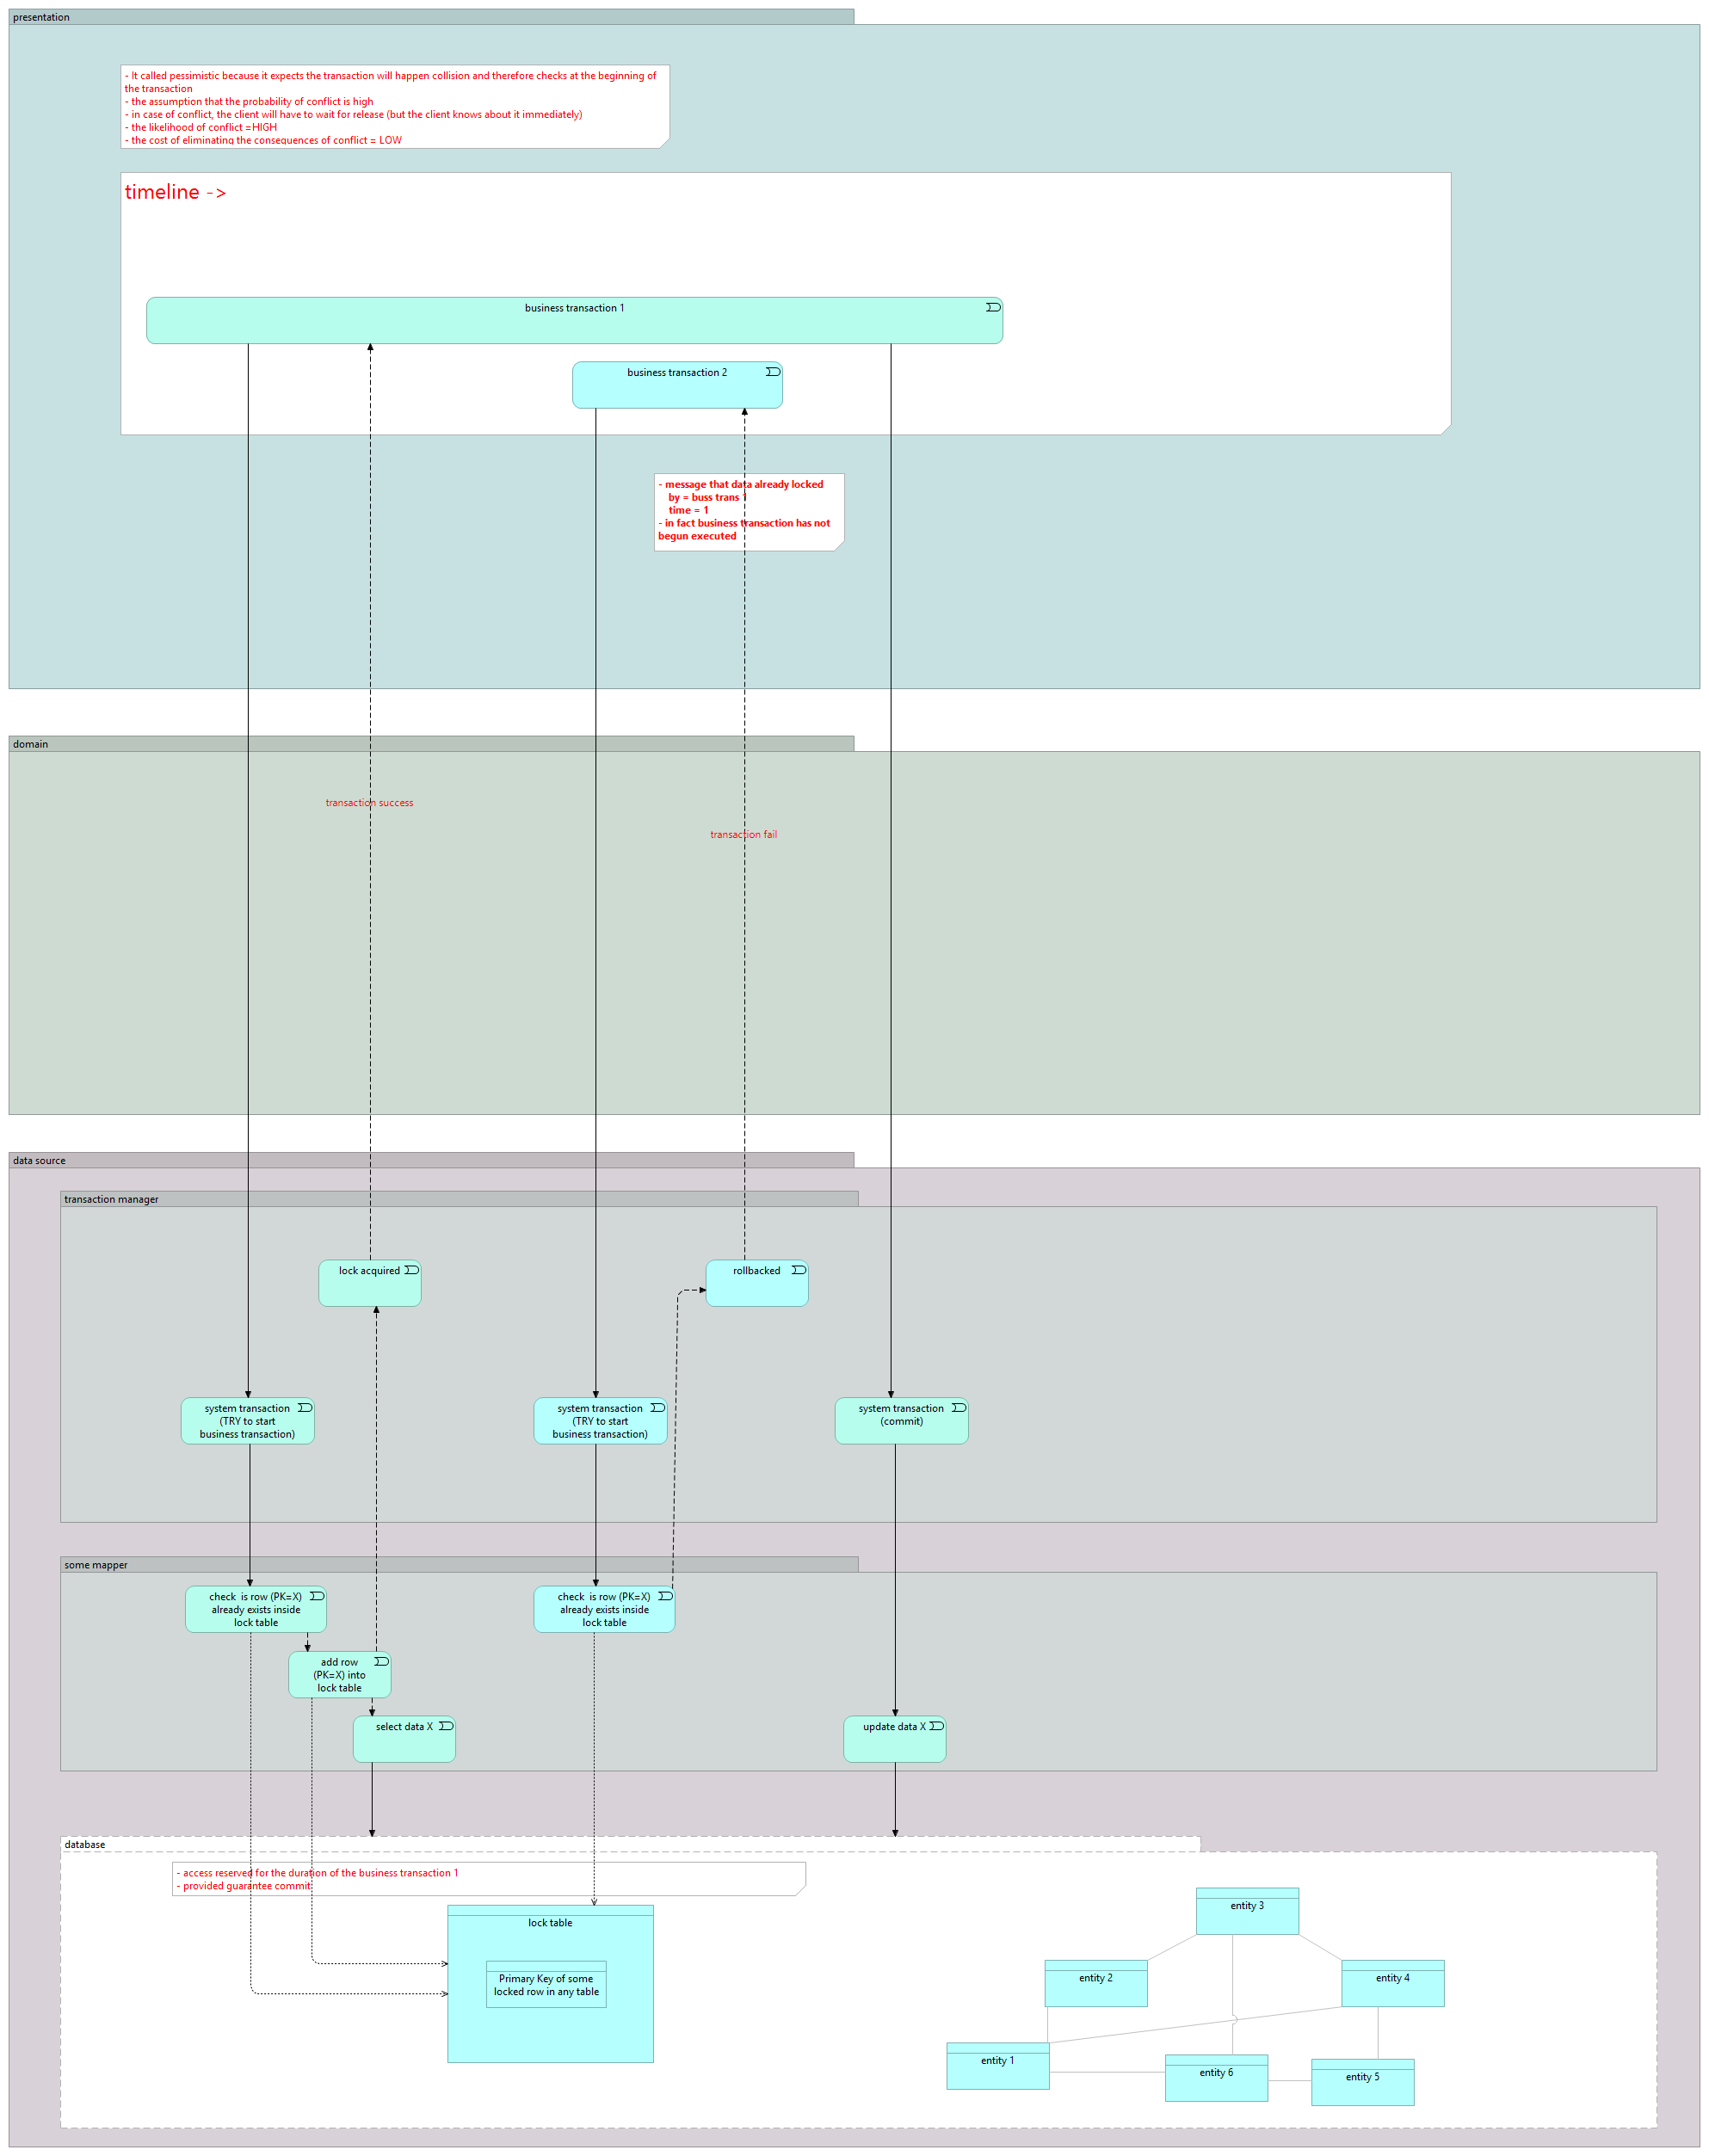 presentation
- It called pessimistic because it expects the transaction will happen collision and therefore checks at the beginning of
the transaction
- the assumption that the probability of conflict is high
- in case of conflict, the client will have to wait for release (but the client knows about it immediately)
- the likelihood of conflict =HIGH
- the cost of eliminating the consequences of conflict = LOW
timeline ->
business transaction 1
business transaction 2
- message that data already locked
by = buss trans 1
time = 1
- in fact business transaction has not
begun executed
domain
transaction success
transaction fail
data source
transaction manager
lock acquired
rollbacked
system transaction
(TRY to start
business transaction)
system transaction
(TRY to start
business transaction)
system transaction
(commit)
some mapper
check  is row (PK=X)
already exists inside
lock table
check  is row (PK=X)
already exists inside
lock table
add row
(PK=X) into
lock table
select data X
update data X
database
- access reserved for the duration of the business transaction 1
- provided guarantee commit
lock table
Primary Key of some
locked row in any table
entity 3
entity 2
entity 4
entity 1
entity 6
entity 5